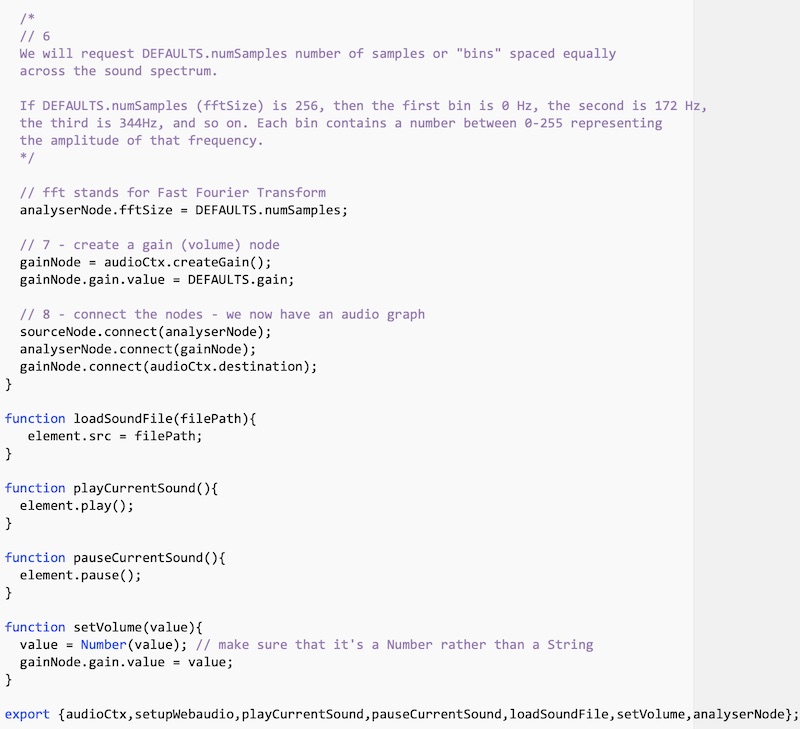 /*
// 6
We will request DEFAULTS.numSamples number of samples or "bins" spaced equally
across the sound spectrum.
If DEFAULTS.numSamples (fftSize) is 256, then the first bin is 0 Hz, the second is 172 Hz,
the third is 344Hz, and so on. Each bin contains a number between 0-255 representing
the amplitude of that frequency.
*/
// fft stands for Fast Fourier Transform
analyserNode.fftSize = DEFAULTS.numSamples;
// 7 - create a gain (volume) node
gainNode = audioCtx.createGain();
gainNode.gain.value = DEFAULTS.gain;
// 8 - connect the nodes - we now have an audio graph
sourceNode.connect(analyserNode);
analyserNode.connect(gainNode);
gainNode.connect(audioCtx.destination);
}
function loadSoundFile(filePath){
element.src = filePath;
}
function playCurrentSound(){
element.play();
}
function pauseCurrentSound(){
element.pause();
}
function setVolume(value){
value = Number(value); // make sure that it's a Number rather than a String
gainNode.gain.value = value;
}
export {audioCtx,setupWebaudio,playCurrentSound,pauseCurrentSound,loadSoundFile,setVolume,analyserNode};